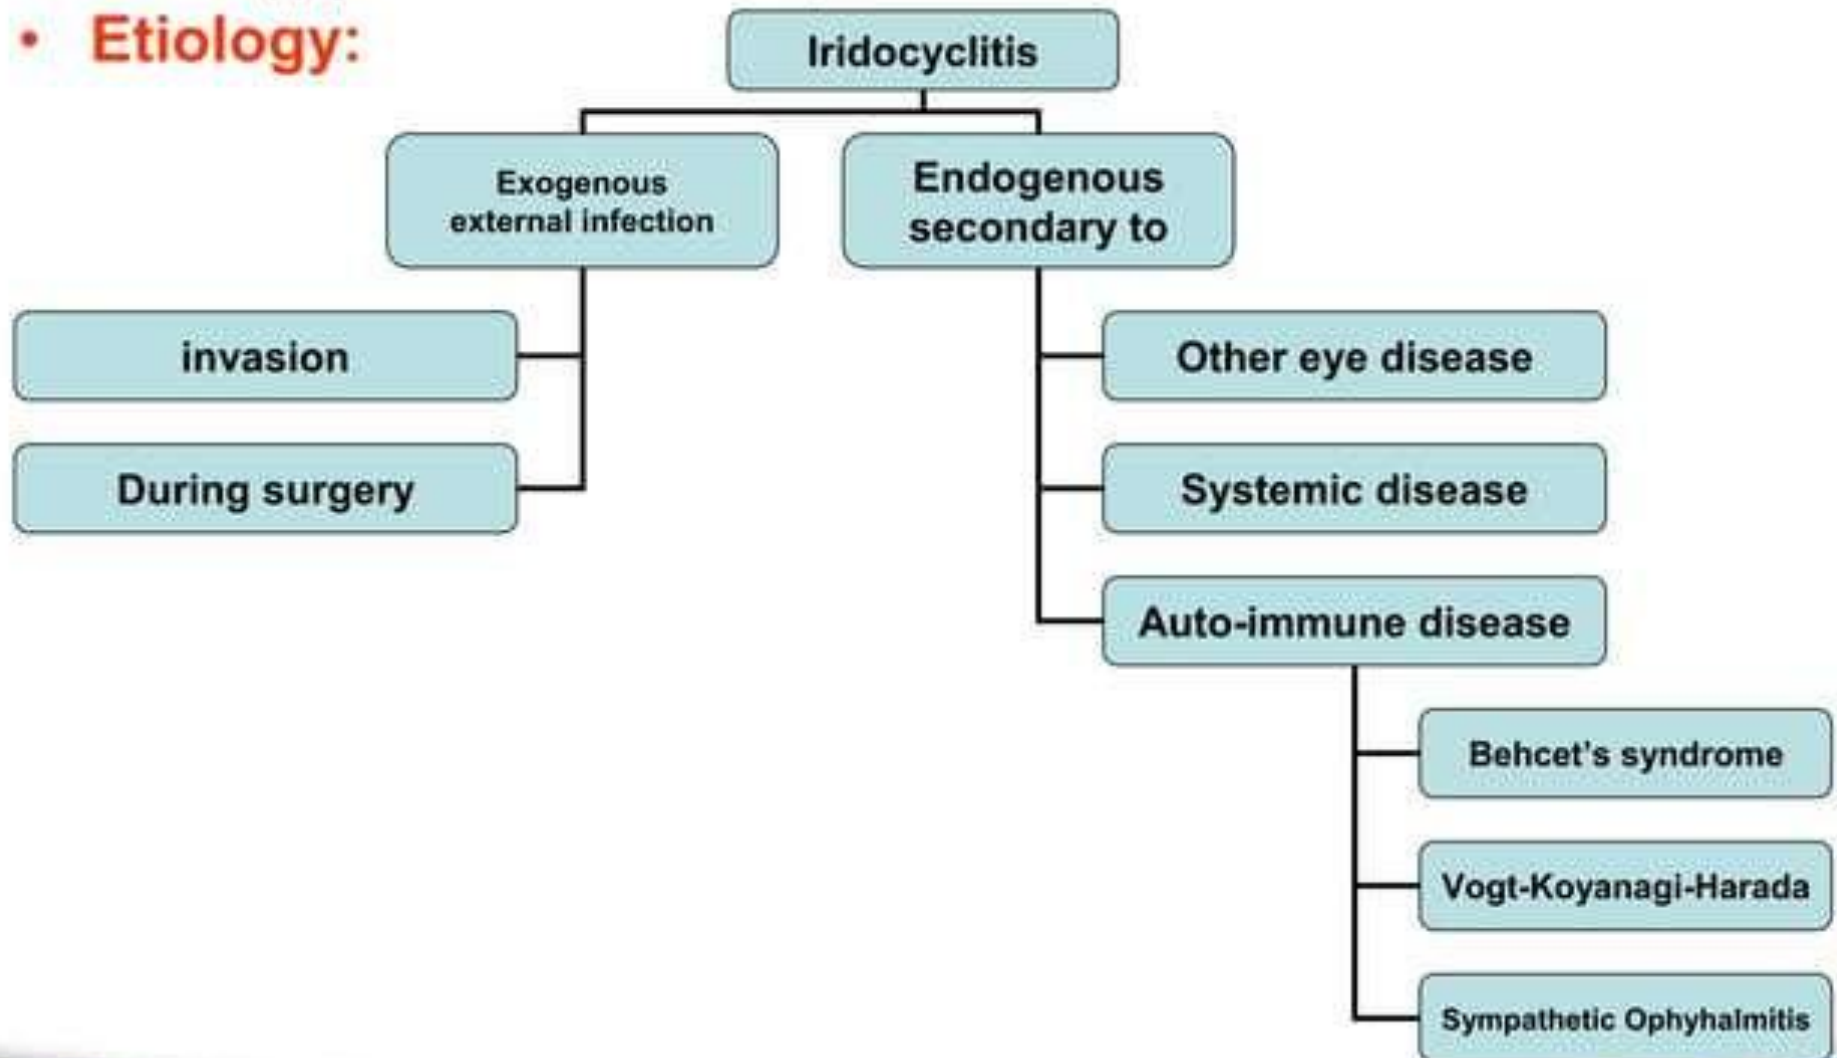 • Etiology:
Iridocyclitis
Exogenous
external infection
Endogenous
secondary to
invasion
During surgery
Other eye disease
Systemic disease
Auto-immune disease
Behcet's syndrome
Vogt-Koyanagi-Harada
Sympathetic Ophyhalmitis